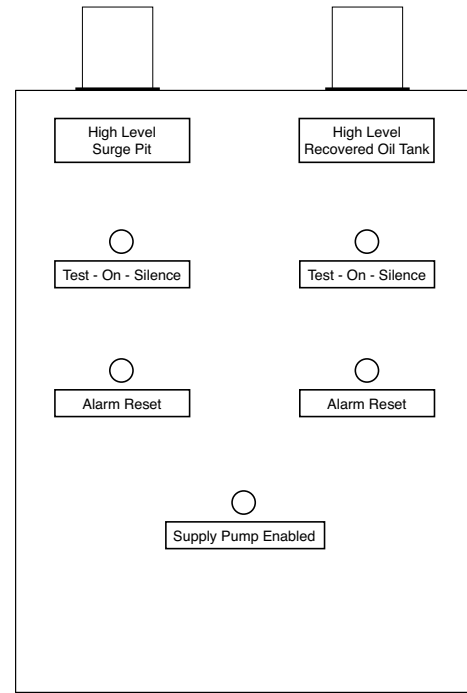 High Level
Surge Pit
High Level
Recovered Oil Tank
Test - On - Silence
Test - On - Silence
Alarm Reset
Alarm Reset
Supply Pump Enabled